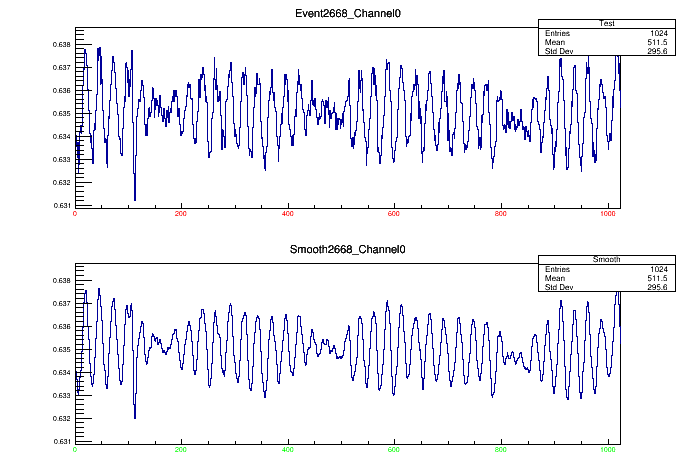 Event2668_Channel0
Test
Entries 1024
Mean 511.5
Std Dev 295.6
0.638
0.637
0.636
0.635
0.634
0.633
0.632
0.631
0 200 400 600 800 1000
Smooth2668_Channel0
Smooth
Entries 1024
Mean 511.5
Std Dev 295.6
0.638
0.637
0.636
0.635
0.634
0.633
0.632
0.631
0 200 400 600 800 1000